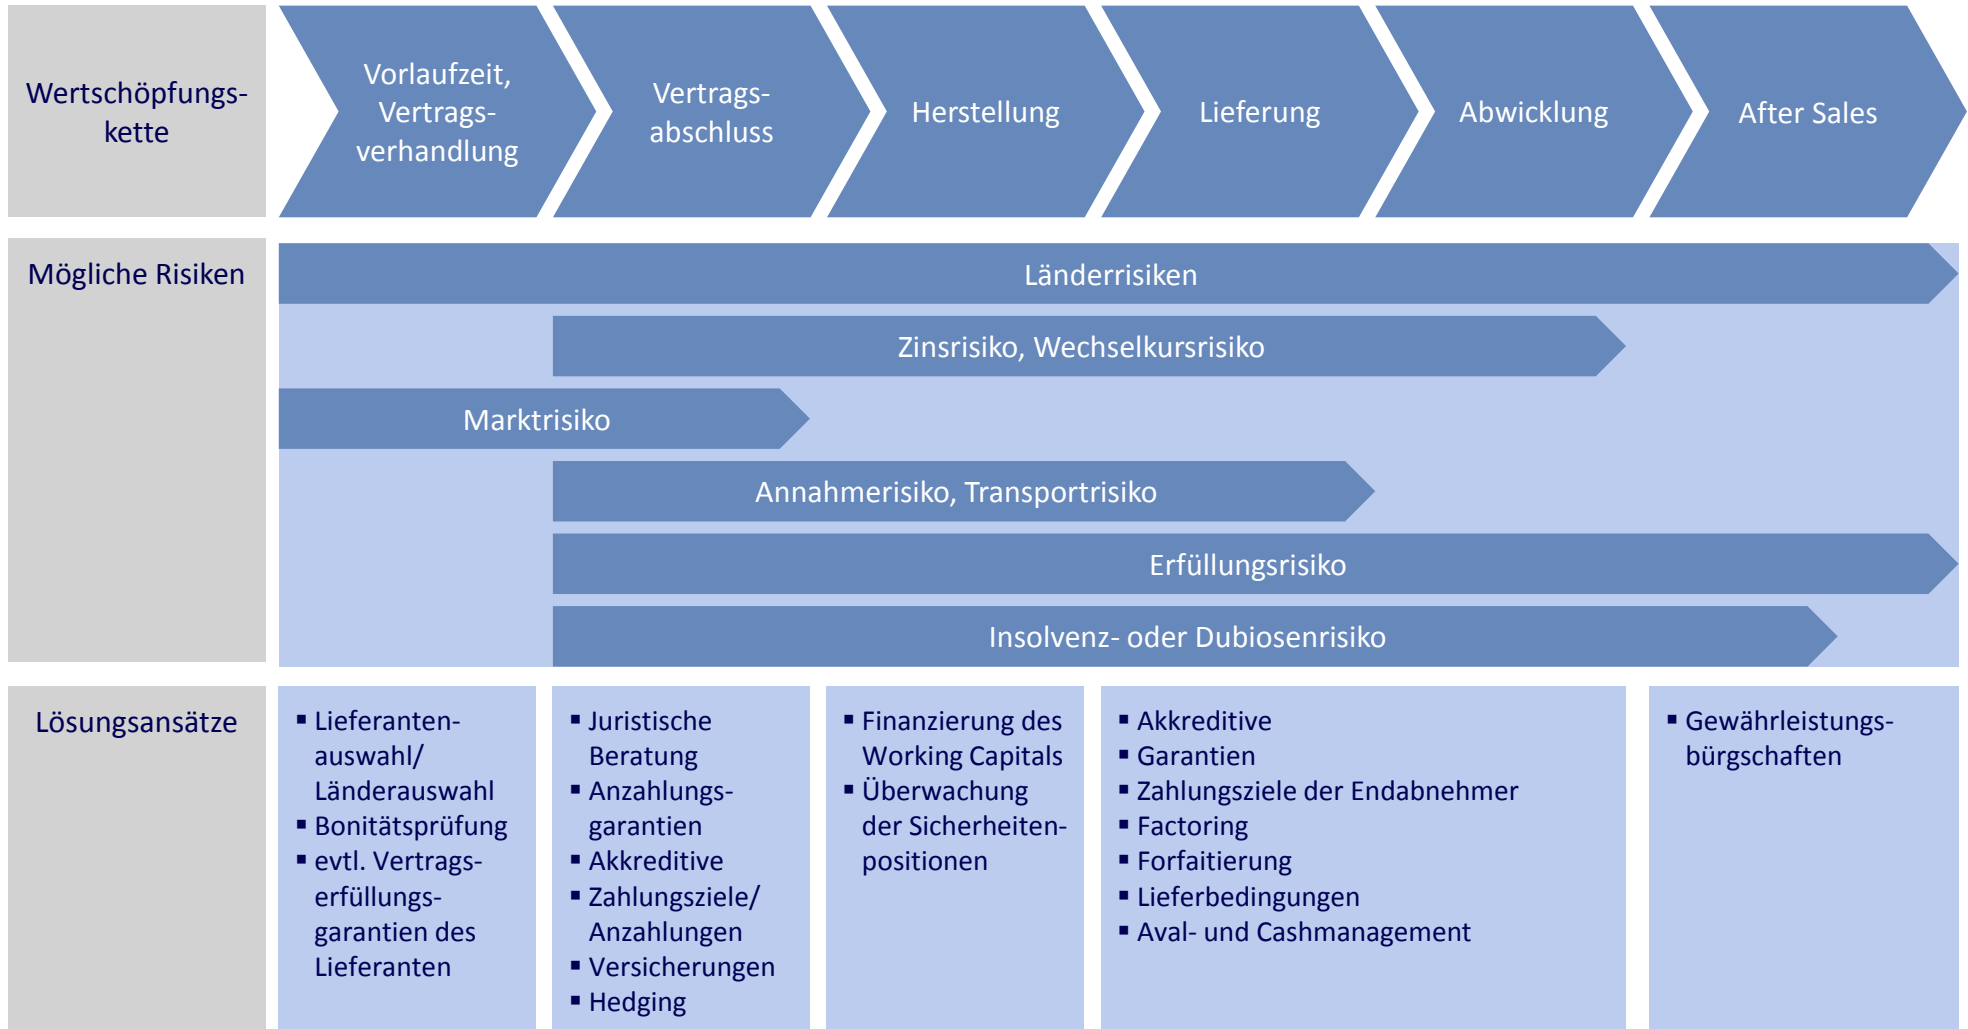 Wertschöpfungs-
kette
Vorlaufzeit,
Vertrags-
verhandlung
Vertrags-
abschluss
Herstellung
Lieferung
Abwicklung
After Sales
Mögliche Risiken
Länderrisiken
Zinsrisiko, Wechselkursrisiko
Marktrisiko
Annahmerisiko, Transportrisiko
Erfüllungsrisiko
Insolvenz- oder Dubiosenrisiko
Lösungsansätze
▪ Lieferanten-
auswahl/
Länderauswahl
▪ Bonitätsprüfung
▪ evtl. Vertrags-
erfüllungs-
garantien des
Lieferanten
▪ Juristische
Beratung
▪ Anzahlungs-
garantien
▪ Akkreditive
▪ Zahlungsziele/
Anzahlungen
▪ Versicherungen
▪ Hedging
▪ Finanzierung des
Working Capitals
▪ Überwachung
der Sicherheiten-
positionen
▪ Akkreditive
▪ Garantien
▪ Zahlungsziele der Endabnehmer
▪ Factoring
▪ Forfaitierung
▪ Lieferbedingungen
▪ Aval- und Cashmanagement
▪ Gewährleistungs-
bürgschaften